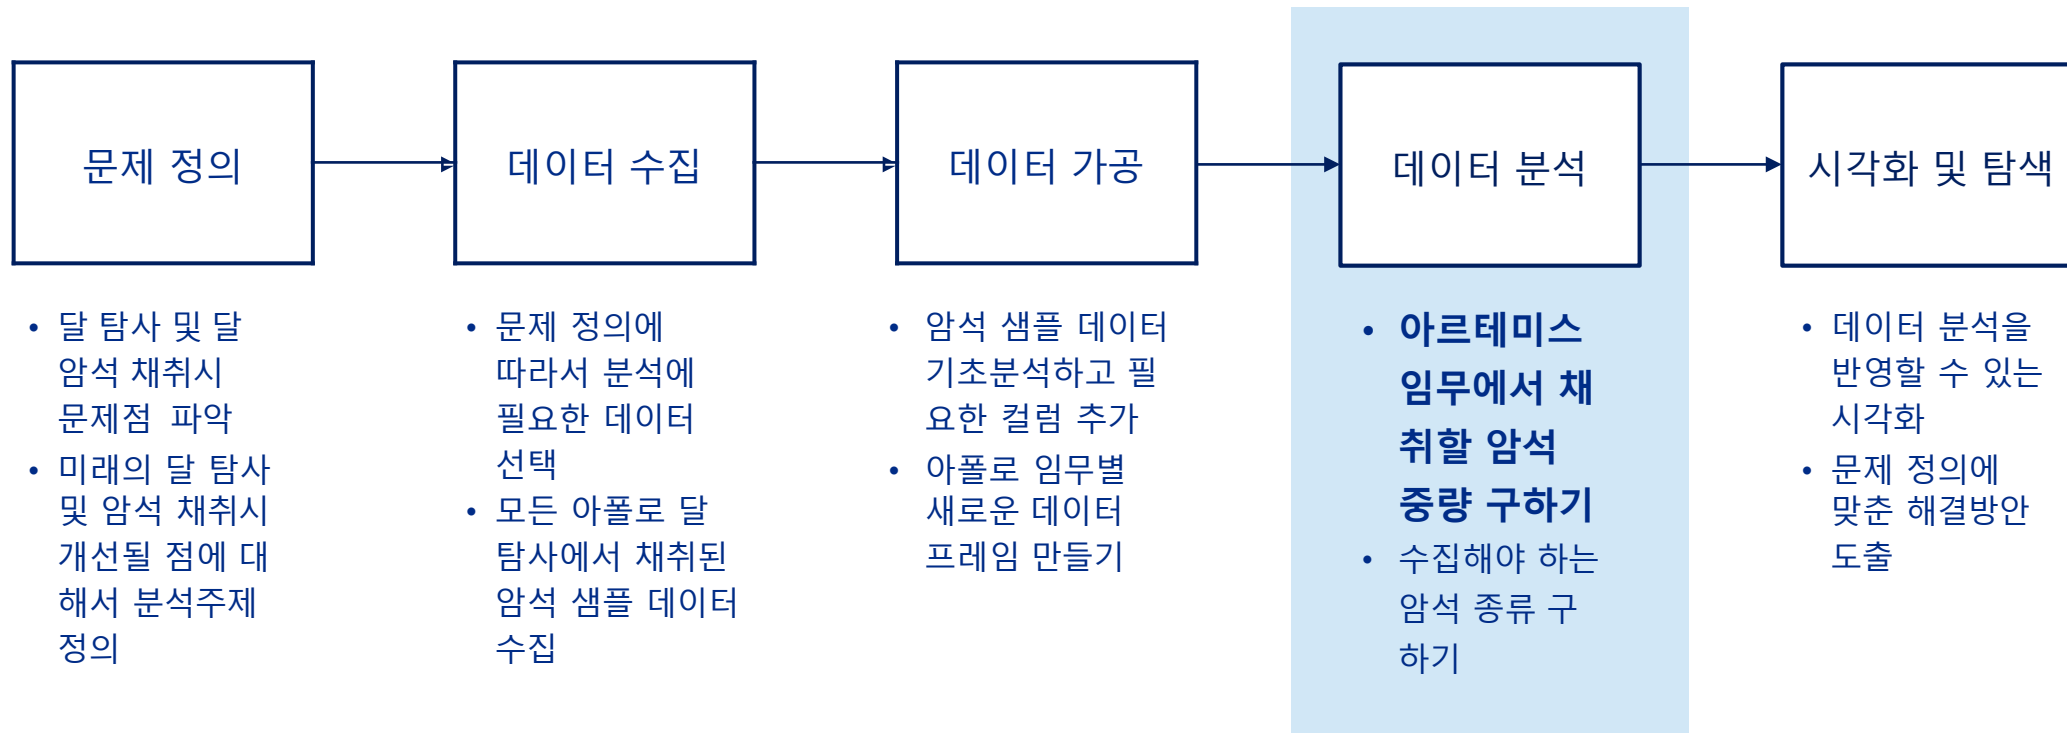 문제 정의
데이터 수집
데이터 가공
데이터 분석
시각화 및 탐색
• 달 탐사 및 달
암석 채취시
문제점 파악
• 미래의 달 탐사
및 암석 채취시
개선될 점에 대
해서 분석주제
정의
• 문제 정의에
따라서 분석에
필요한 데이터
선택
• 모든 아폴로 달
탐사에서 채취된
암석 샘플 데이터
수집
• 암석 샘플 데이터
기초분석하고 필
요한 컬럼 추가
• 아폴로 임무별
새로운 데이터
프레임 만들기
• 아르테미스
임무에서 채
취할 암석
중량 구하기
• 수집해야 하는
암석 종류 구
하기
• 데이터 분석을
반영할 수 있는
시각화
• 문제 정의에
맞춘 해결방안
도출